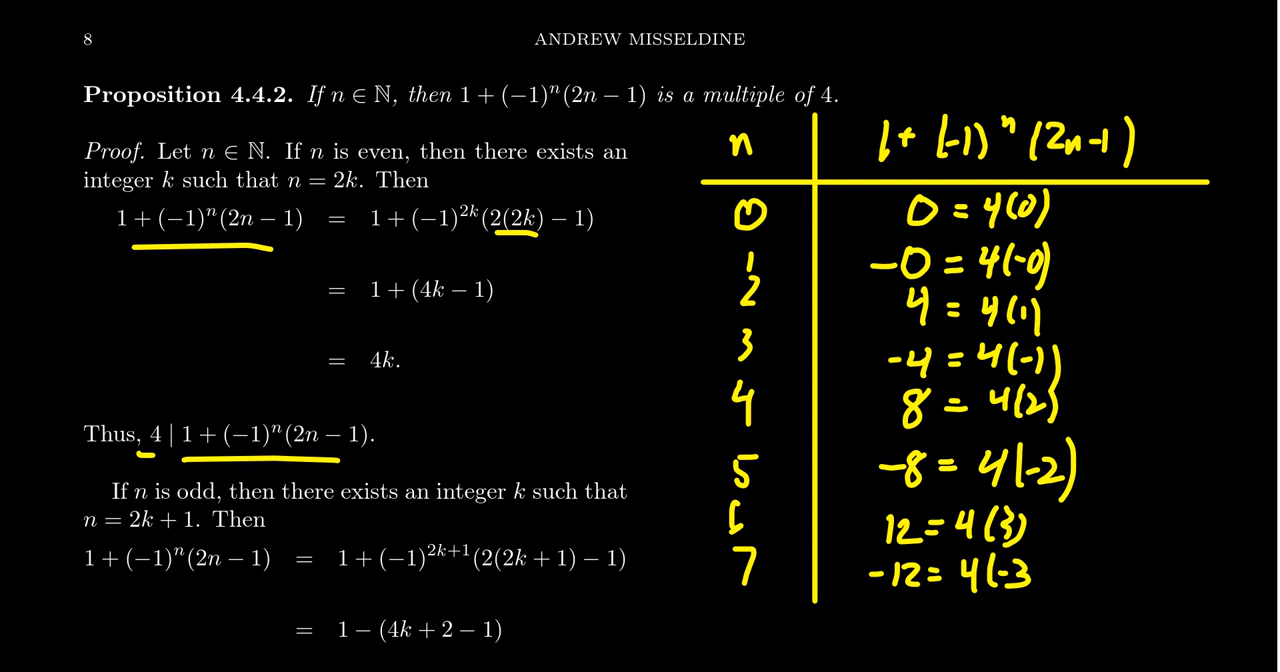 8 ANDREW MISSELDINE
Proposition 4.4.2. If n ∈ ℕ, then 1 + (−1)ⁿ(2n − 1) is a multiple of 4.
Proof. Let n ∈ ℕ. If n is even, then there exists an
integer k such that n = 2k. Then
1 + (−1)ⁿ(2n − 1) = 1 + (−1)²ᵏ(2(2k) − 1)
= 1 + (4k − 1)
= 4k.
Thus, 4 | 1 + (−1)ⁿ(2n − 1).
If n is odd, then there exists an integer k such that
n = 2k + 1. Then
1 + (−1)ⁿ(2n − 1) = 1 + (−1)²ᵏ⁺¹(2(2k + 1) − 1)
= 1 − (4k + 2 − 1)
n 1 + (-1)ⁿ (2n-1)
0 0 = 4(0)
1 -0 = 4(-0)
2 4 = 4(1)
3 -4 = 4(-1)
4 8 = 4(2)
5 -8 = 4(-2)
6 12 = 4(3)
7 -12 = 4(-3